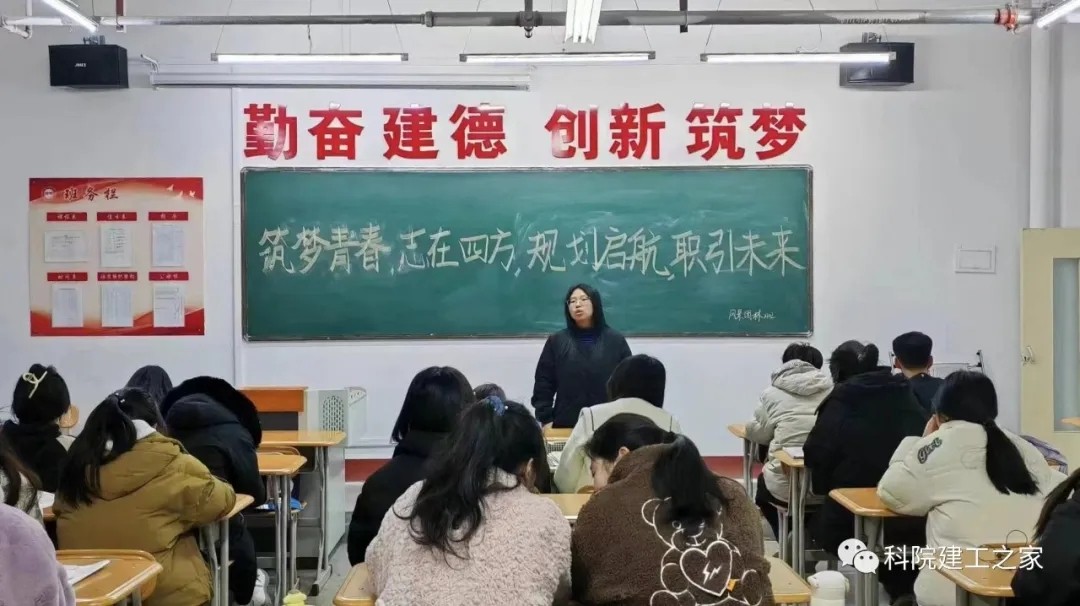 勤奋 建德 创新 筑梦
班务栏
筑梦青春,志在四方,规划启航,职引未来
科院建工之家